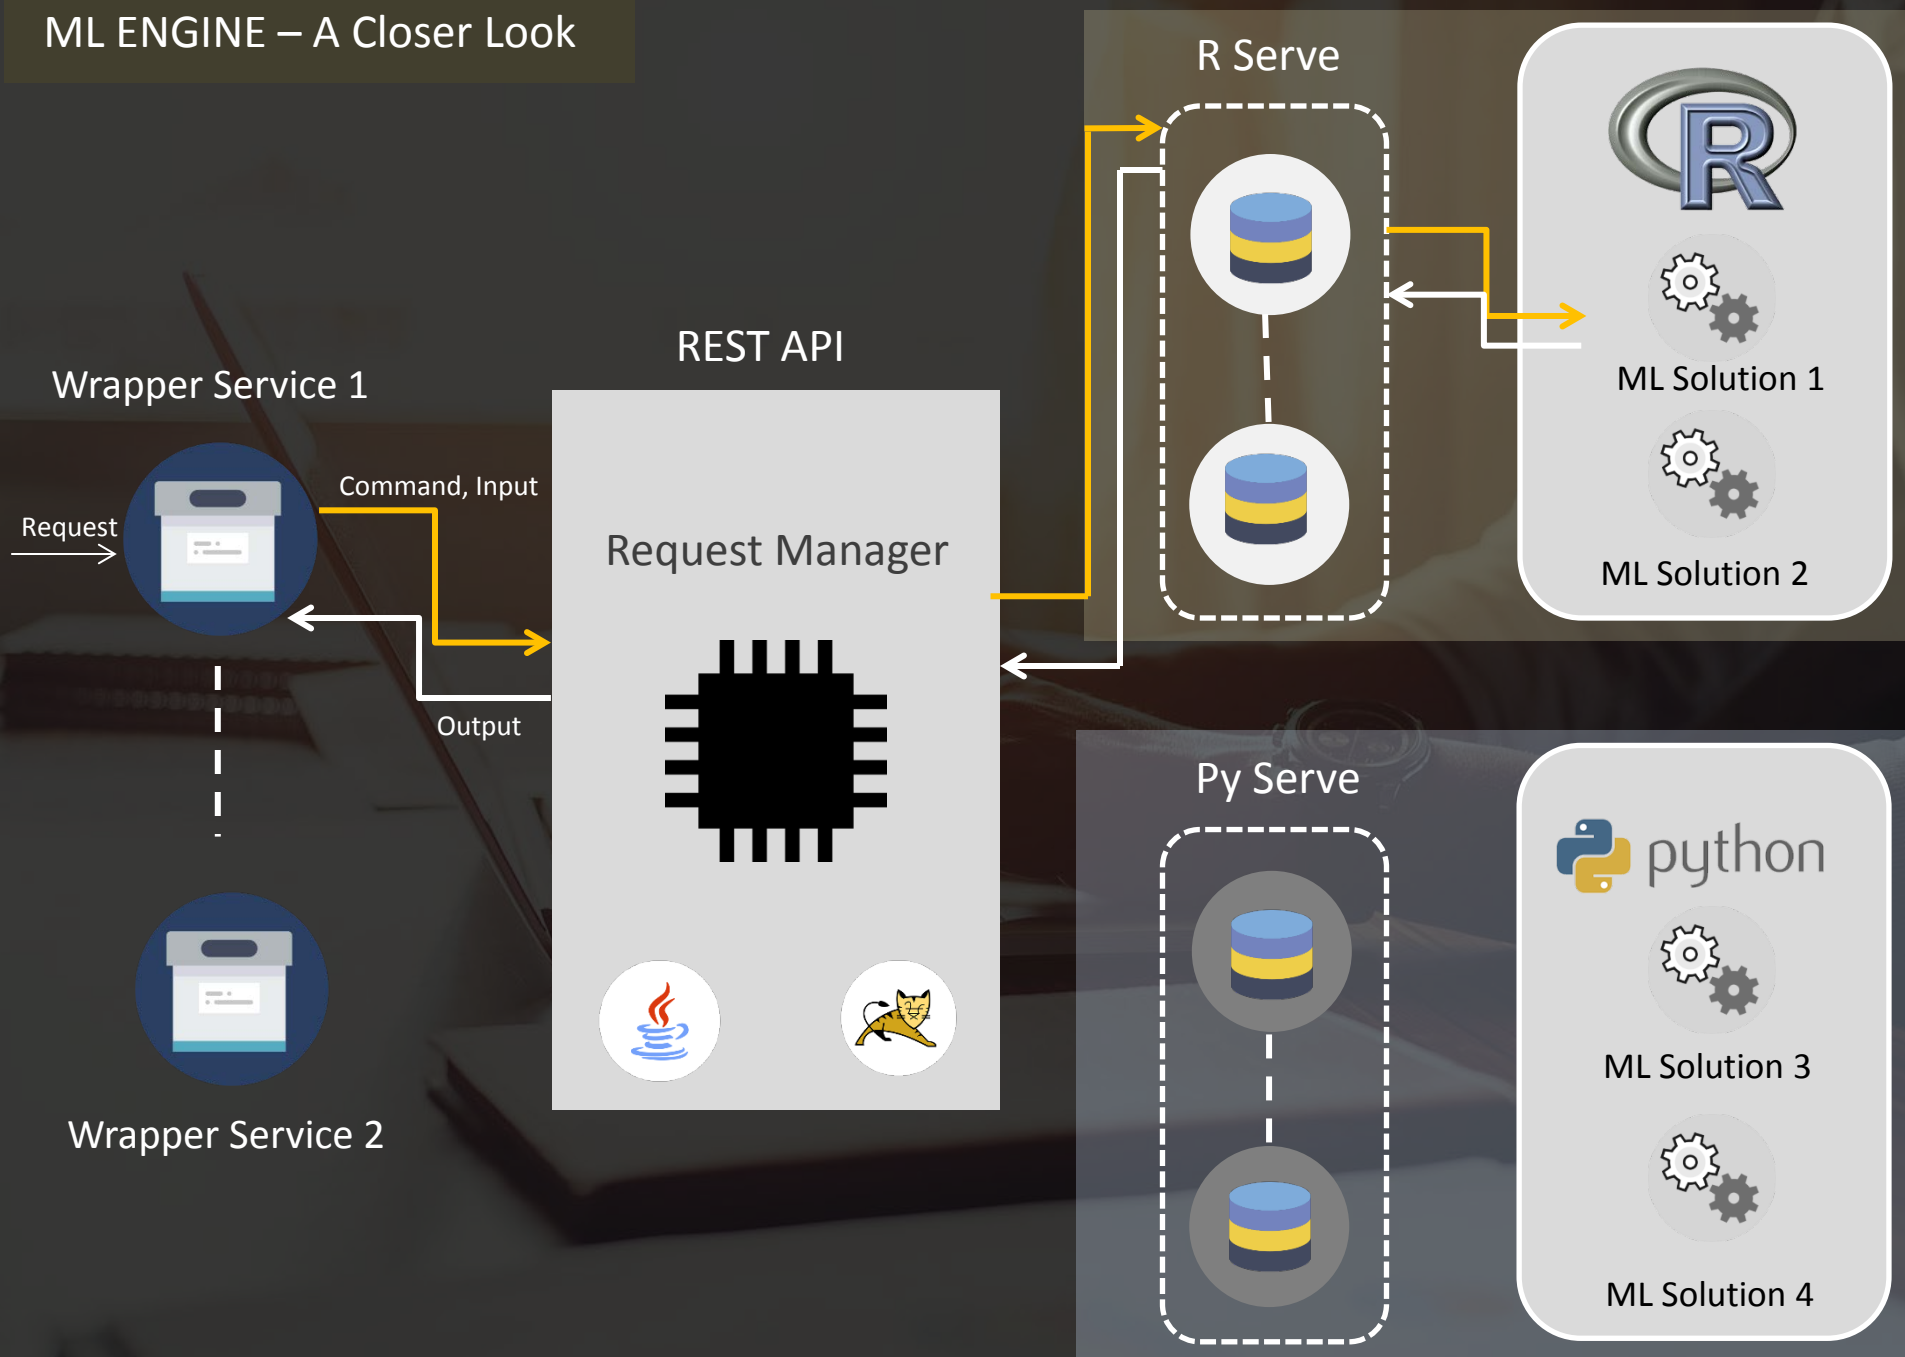 ML ENGINE – A Closer Look
R Serve
R
REST API
Wrapper Service 1
Command, Input
Request
Request Manager
Output
ML Solution 1
ML Solution 2
Py Serve
python
ML Solution 3
ML Solution 4
Wrapper Service 2